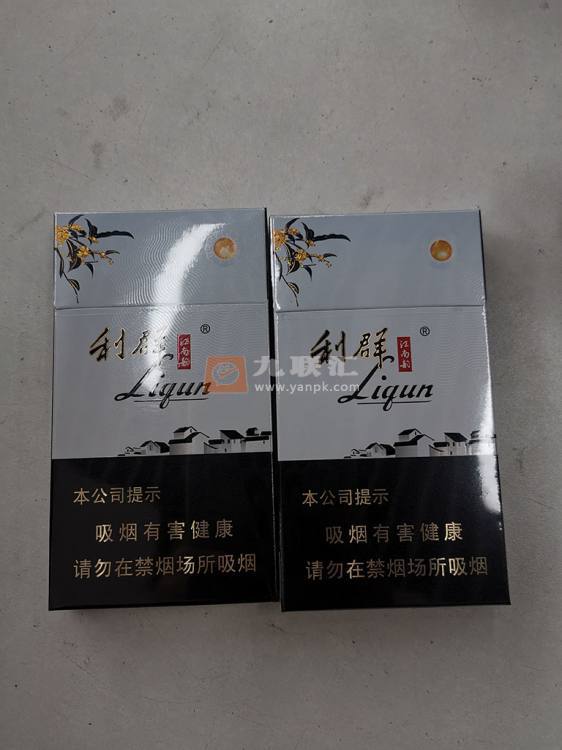 利群®
江南韵
Liqun
本公司提示
吸烟有害健康
请勿在禁烟场所吸烟
利群®
江南韵
Liqun
本公司提示
吸烟有害健康
请勿在禁烟场所吸烟
九联汇
www.yanpk.com